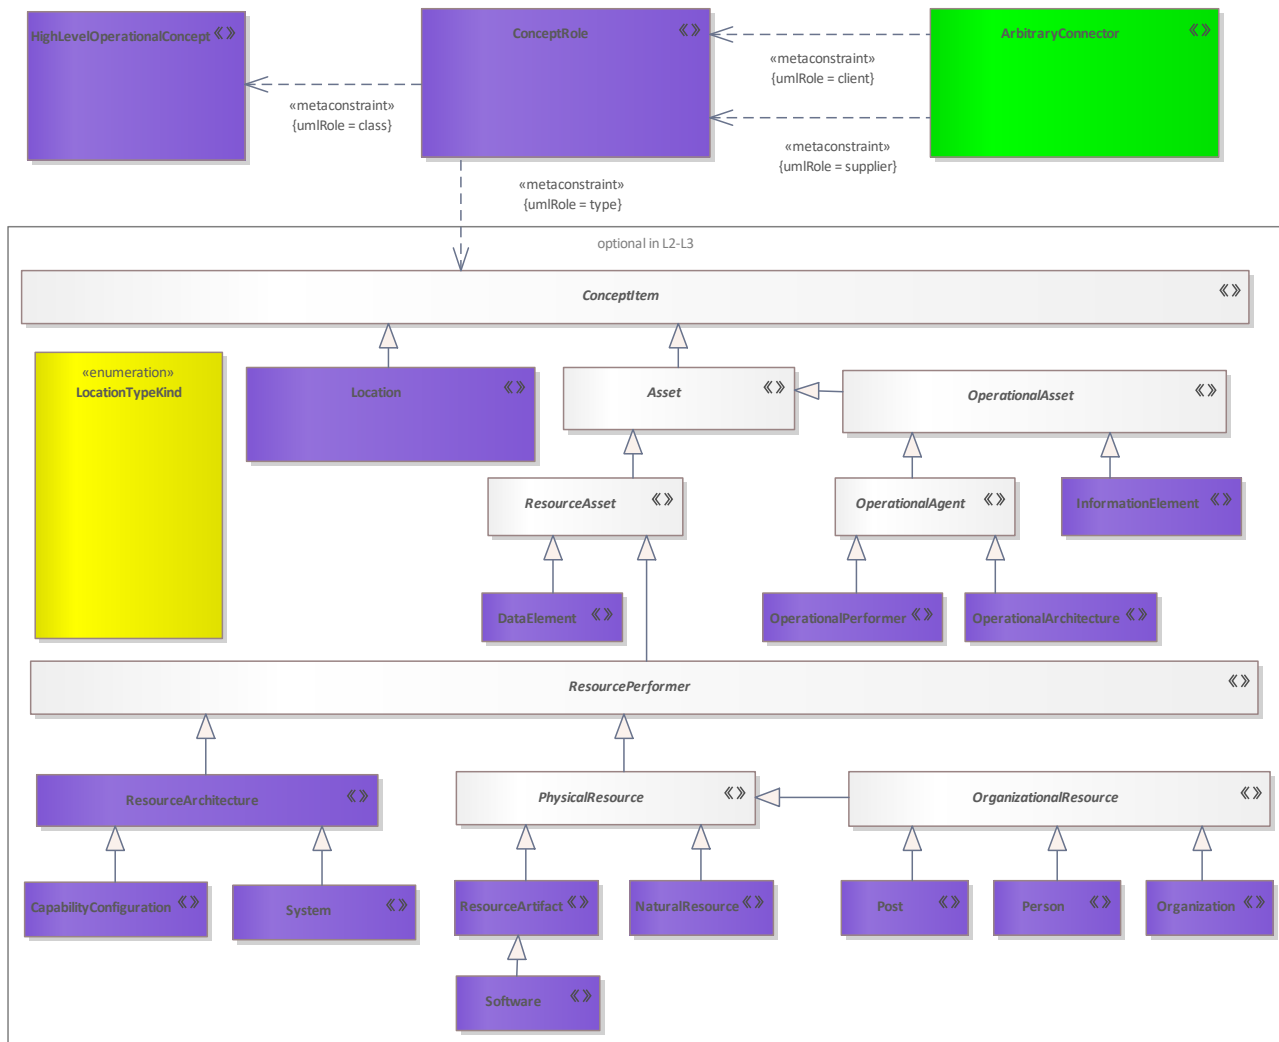 HighLevelOperationalConcept «»
ConceptRole «»
ArbitraryConnector «»
«metaconstraint»
{umlRole = client}
«metaconstraint»
{umlRole = class}
«metaconstraint»
{umlRole = supplier}
«metaconstraint»
{umlRole = type}
optional in L2-L3
ConceptItem «»
«enumeration»
LocationTypeKind
Location «»
Asset «»
OperationalAsset «»
ResourceAsset «»
OperationalAgent «»
InformationElement «»
DataElement «»
OperationalPerformer «»
OperationalArchitecture «»
ResourcePerformer «»
ResourceArchitecture «»
PhysicalResource «»
OrganizationalResource «»
CapabilityConfiguration «»
System «»
ResourceArtifact «»
NaturalResource «»
Post «»
Person «»
Organization «»
Software «»